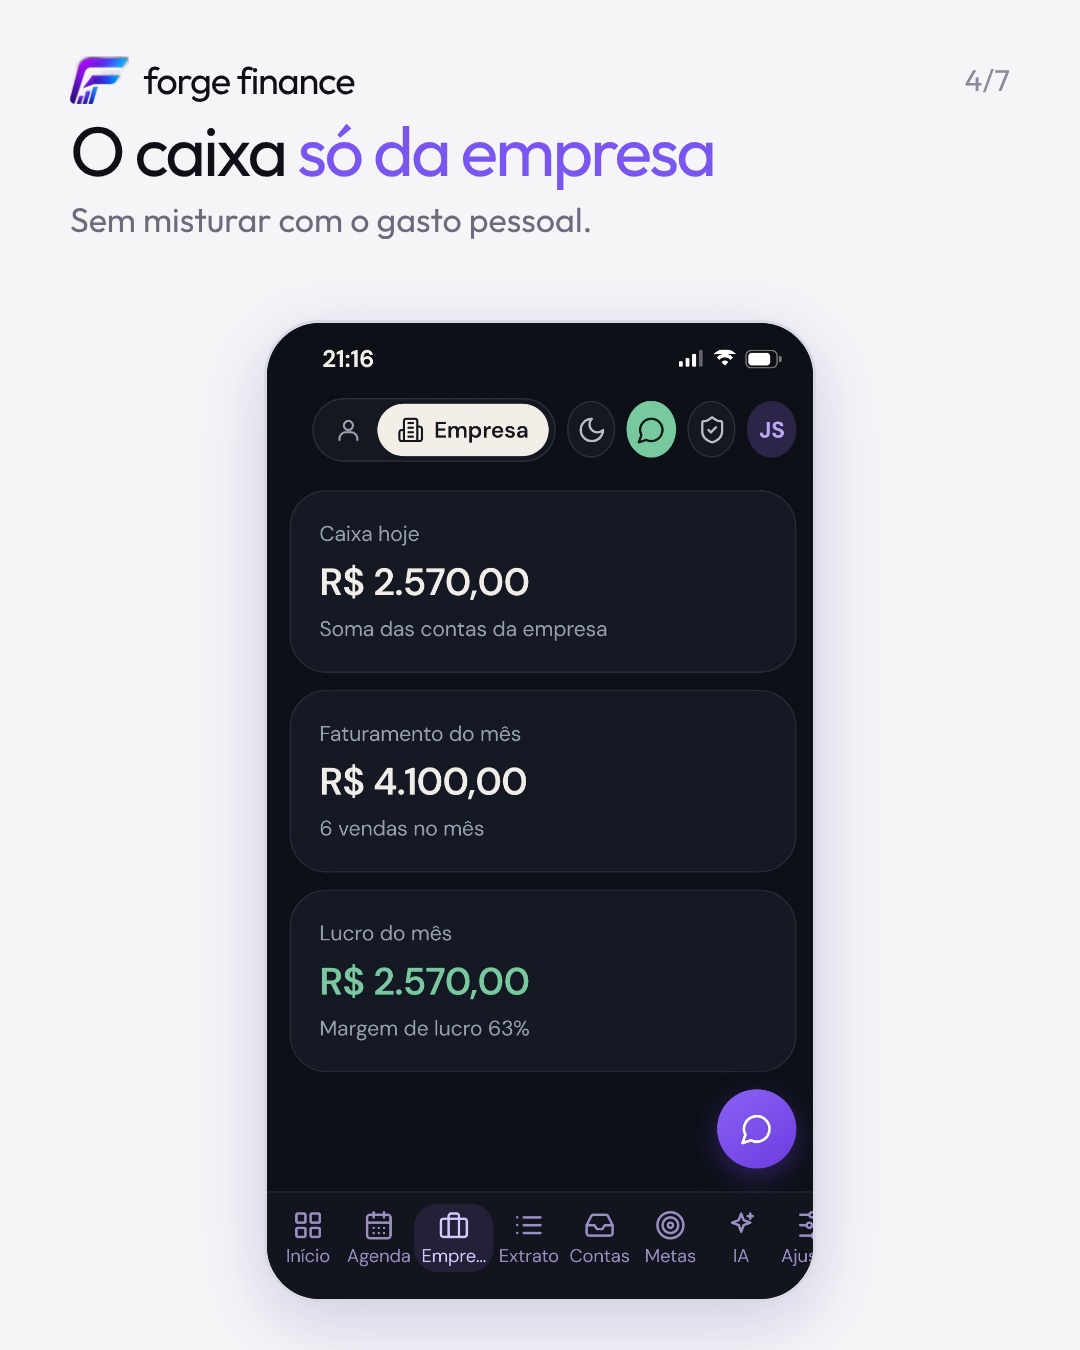 forge finance
4/7
O caixa só da empresa
Sem misturar com o gasto pessoal.
21:16
Empresa
JS
Caixa hoje
R$ 2.570,00
Soma das contas da empresa
Faturamento do mês
R$ 4.100,00
6 vendas no mês
Lucro do mês
R$ 2.570,00
Margem de lucro 63%
Início Agenda Empre... Extrato Contas Metas IA Ajus